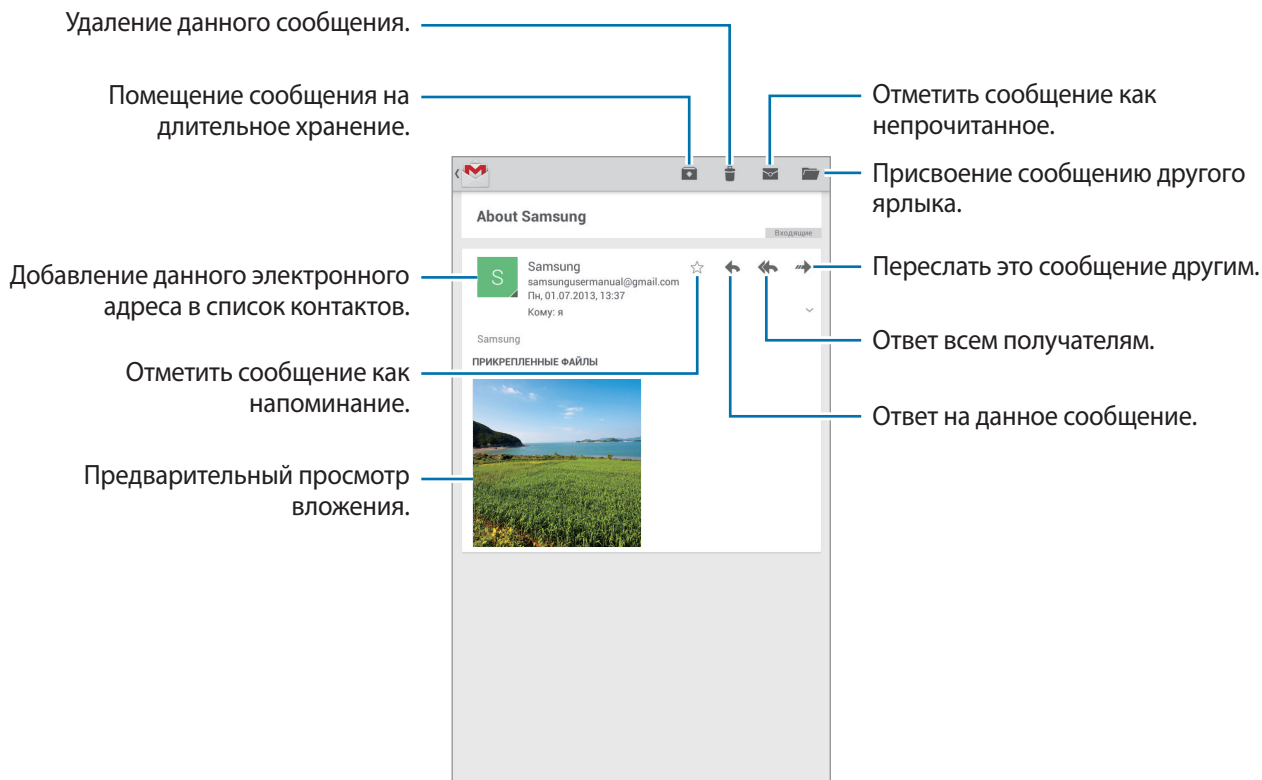 Удаление данного сообщения.
Помещение сообщения на
длительное хранение.
Отметить сообщение как
непрочитанное.
Присвоение сообщению другого
ярлыка.
About Samsung
Входящие
Добавление данного электронного
адреса в список контактов.
S
Samsung
samsungusermanual@gmail.com
Пн, 01.07.2013, 13:37
Кому: я
Переслать это сообщение другим.
Samsung
Ответ всем получателям.
ПРИКРЕПЛЕННЫЕ ФАЙЛЫ
Отметить сообщение как
напоминание.
Ответ на данное сообщение.
Предварительный просмотр
вложения.